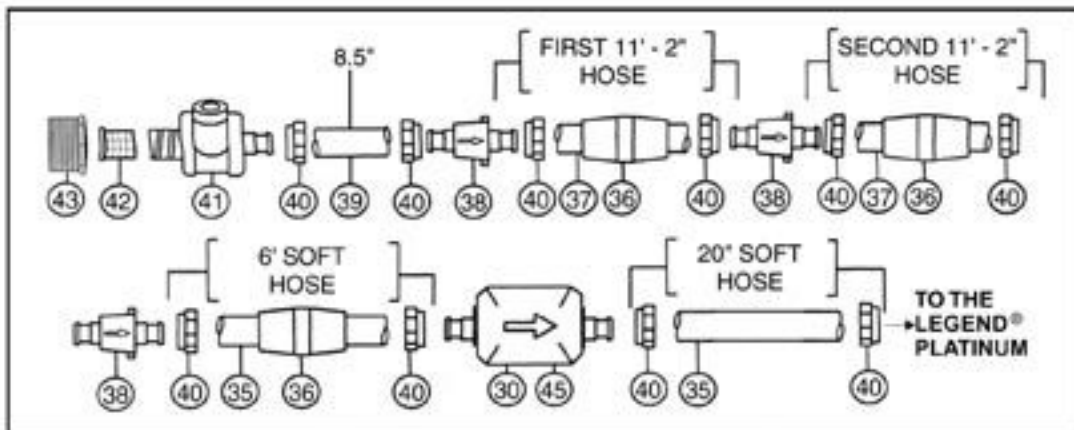 8.5"
FIRST 11' - 2"
HOSE
SECOND 11' - 2"
HOSE
43 42 41 40 39 40 38 40 37 36 40 38 40 37 36 40
6' SOFT
HOSE
20" SOFT
HOSE
TO THE
LEGEND®
PLATINUM
38 40 35 36 40 30 45 40 35 40